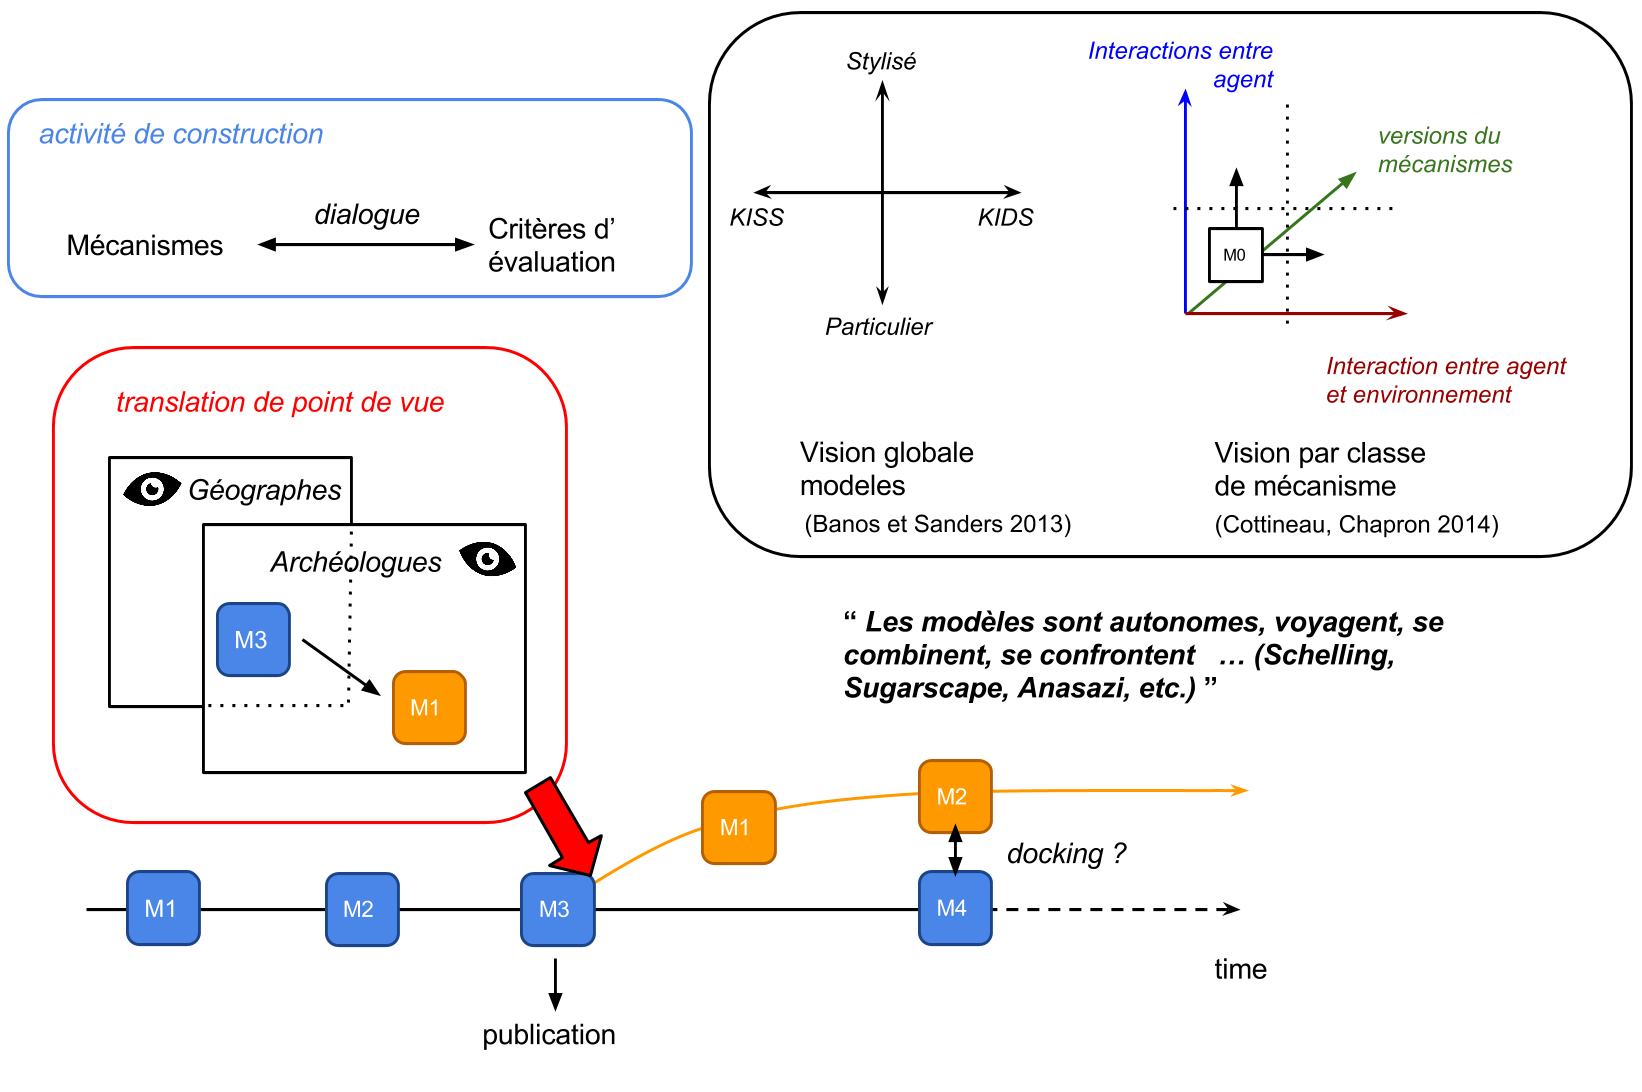 activité de construction
Mécanismes
dialogue
Critères d’
évaluation
Stylisé
KISS
KIDS
Particulier
Interactions entre
agent
versions du
mécanismes
M0
Interaction entre agent
et environnement
Vision globale
modeles
(Banos et Sanders 2013)
Vision par classe
de mécanisme
(Cottineau, Chapron 2014)
translation de point de vue
Géographes
Archéologues
M3
M1
“ Les modèles sont autonomes, voyagent, se
combinent, se confrontent … (Schelling,
Sugarscape, Anasazi, etc.) ”
M1
M2
docking ?
M1
M2
M3
M4
time
publication